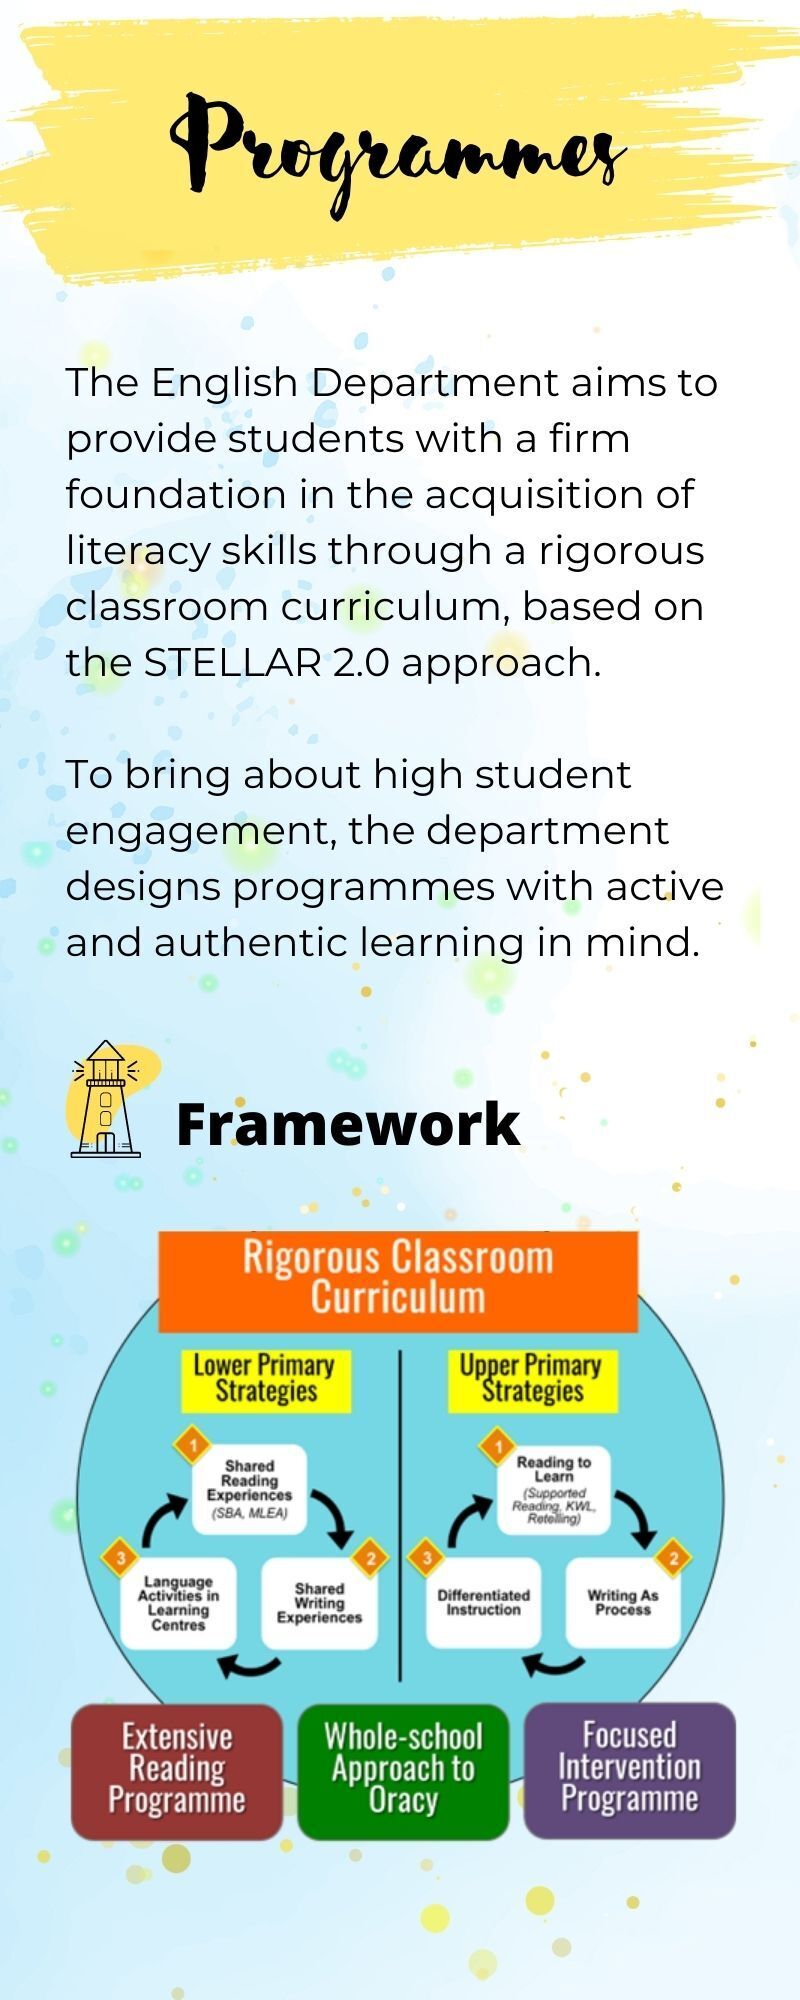 Programmes
The English Department aims to
provide students with a firm
foundation in the acquisition of
literacy skills through a rigorous
classroom curriculum, based on
the STELLAR 2.0 approach.
To bring about high student
engagement, the department
designs programmes with active
and authentic learning in mind.
Framework
Rigorous Classroom
Curriculum
Lower Primary
Strategies
1
Shared
Reading
Experiences
(SBA, MLEA)
2
Shared
Writing
Experiences
3
Language
Activities in
Learning
Centres
Upper Primary
Strategies
1
Reading to
Learn
(Supported
Reading, KWL,
Retelling)
2
Writing As
Process
3
Differentiated
Instruction
Extensive
Reading
Programme
Whole-school
Approach to
Oracy
Focused
Intervention
Programme